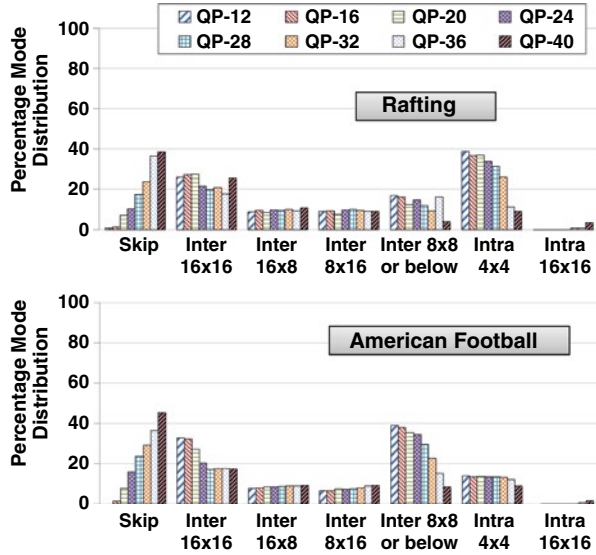 QP-12 QP-16 QP-20 QP-24
QP-28 QP-32 QP-36 QP-40
Percentage Mode
Distribution
100
80
60
40
20
0
Rafting
Skip Inter Inter Inter Inter 8x8 Intra Intra
16x16 16x8 8x16 or below 4x4 16x16
Percentage Mode
Distribution
100
80
60
40
20
0
American Football
Skip Inter Inter Inter Inter 8x8 Intra Intra
16x16 16x8 8x16 or below 4x4 16x16